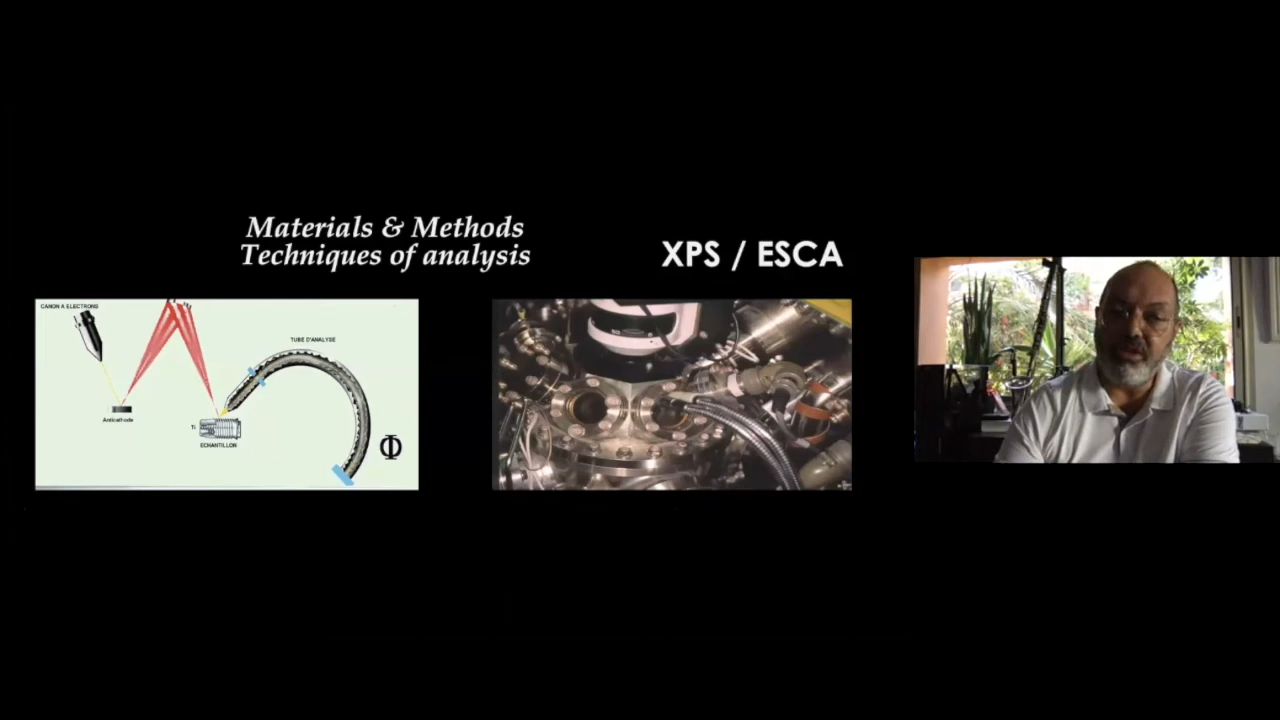 Materials & Methods
Techniques of analysis
XPS / ESCA
CANON A ELECTRONS
TUBE D'ANALYSE
Anticathode
Ti
ECHANTILLON
Φ